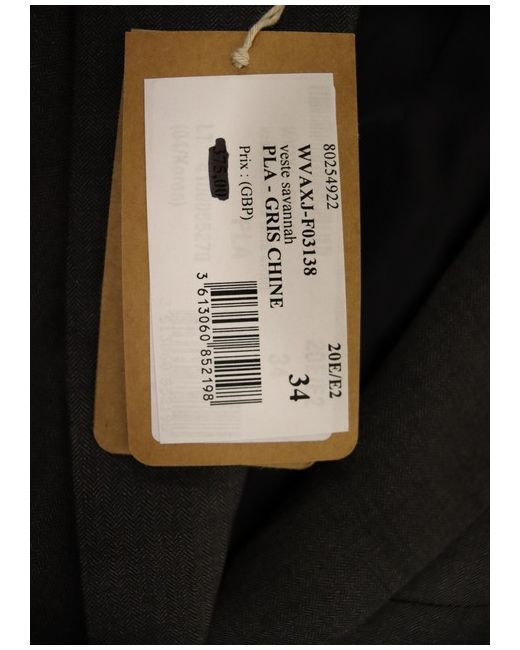 80254922
WVAXJ-F03138
20E/E2
veste savannah
PLA - GRIS CHINE
34
Prix : (GBP)
3 613060 852198